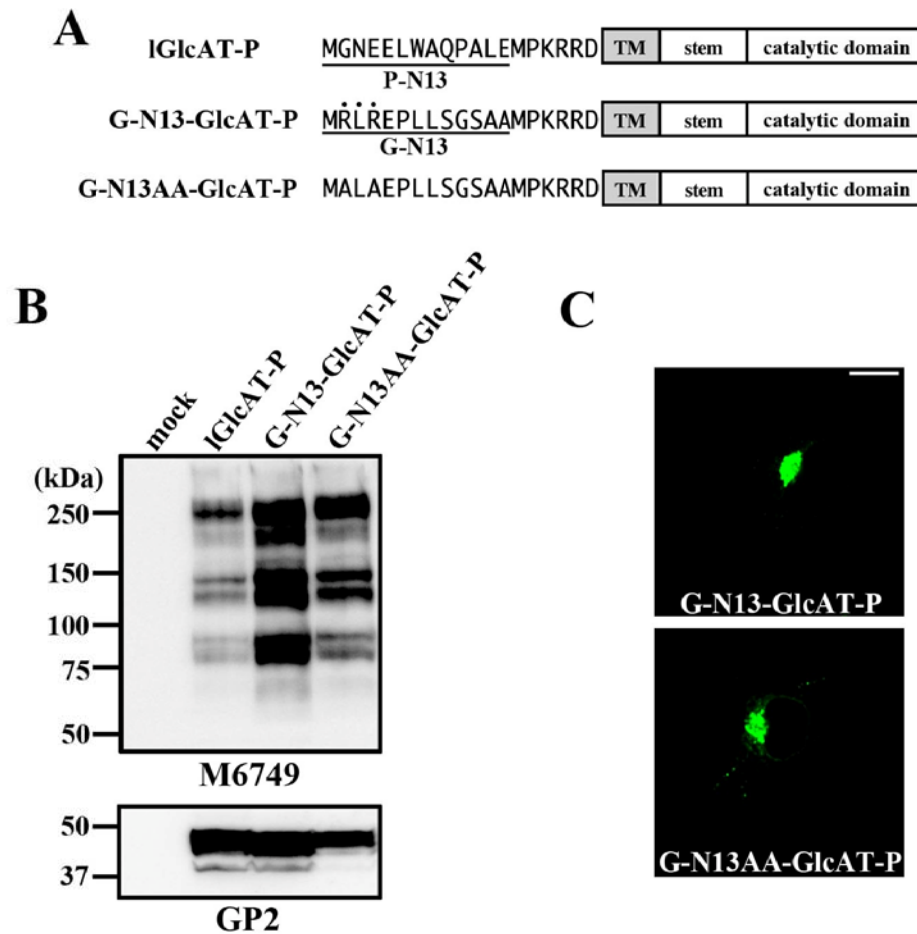 A
lGlcAT-P MGNEELWAQPALEMPKRRD TM stem catalytic domain
P-N13
G-N13-GlcAT-P MRLREPLLSGSAAMPKRRD TM stem catalytic domain
G-N13
G-N13AA-GlcAT-P MALAEPLLSGSAAMPKRRD TM stem catalytic domain
B
mock
lGlcAT-P
G-N13-GlcAT-P
G-N13AA-GlcAT-P
(kDa)
250
150
100
75
50
M6749
50
37
GP2
C
G-N13-GlcAT-P
G-N13AA-GlcAT-P